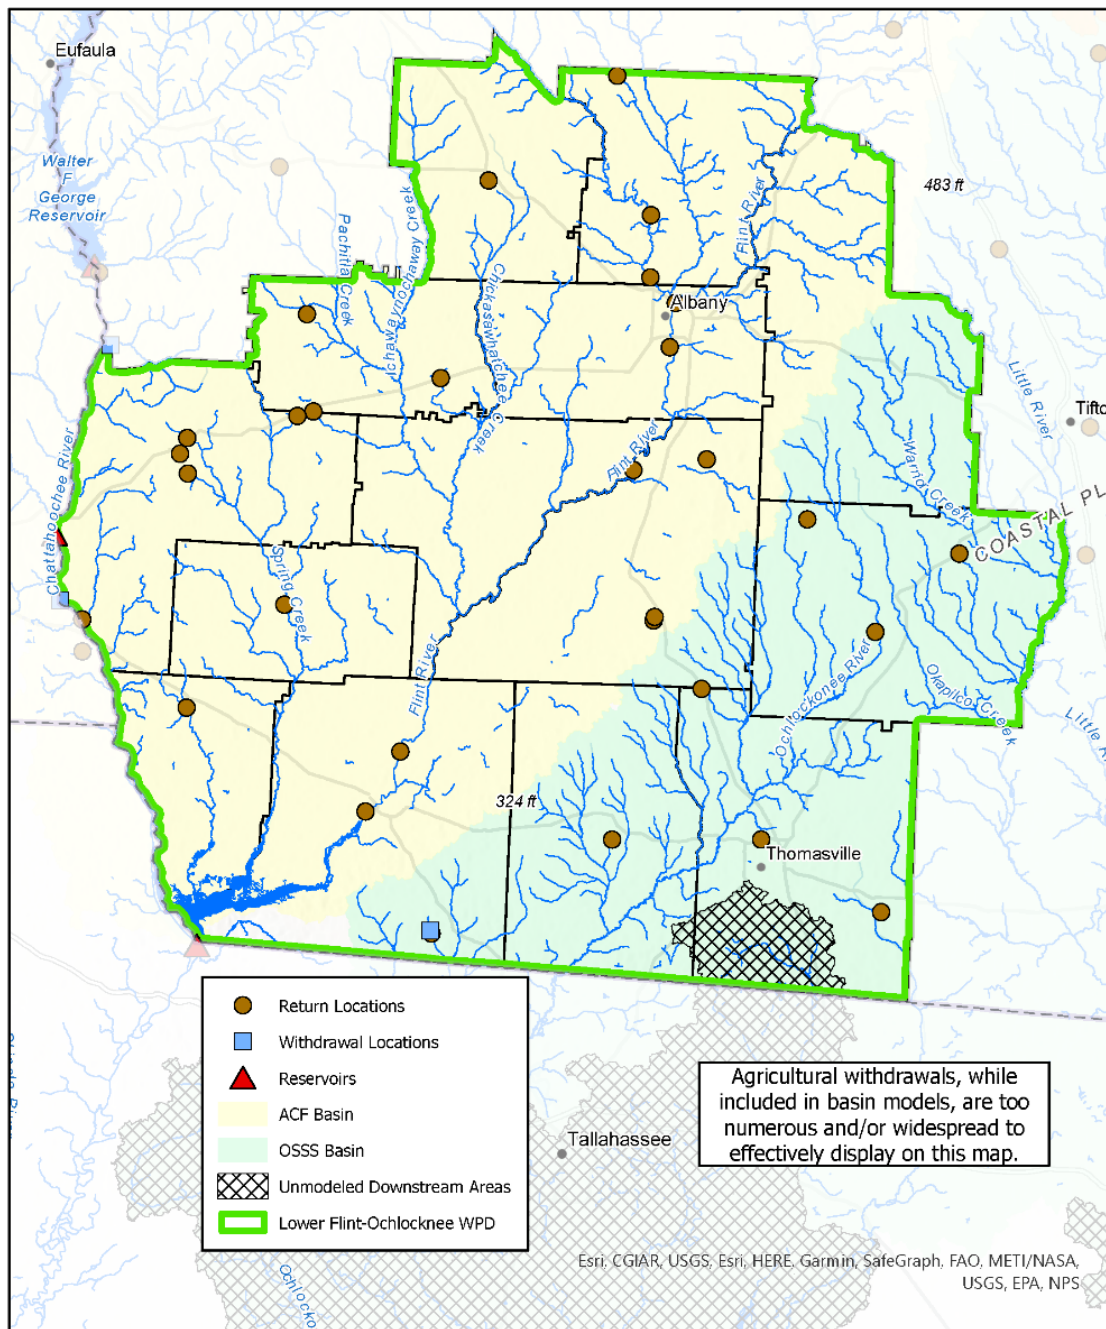 Eufaula
Walter
F
George
Reservoir
483 ft
Pachitla Creek
Ichawaynochaway Creek
Chickasawhatchee Creek
Flint River
Albany
Little River
Tifto
Chattahoochee River
Flint River
Warrior Creek
COASTAL PL
Spring Creek
Flint River
Ochlockonee River
Okapilco Creek
Little R
324 ft
Thomasville
Return Locations
Withdrawal Locations
Reservoirs
ACF Basin
OSSS Basin
Unmodeled Downstream Areas
Lower Flint-Ochlocknee WPD
Agricultural withdrawals, while
included in basin models, are too
numerous and/or widespread to
effectively display on this map.
Tallahassee
Ochlocko
Esri, CGIAR, USGS, Esri, HERE, Garmin, SafeGraph, FAO, METI/NASA,
USGS, EPA, NPS